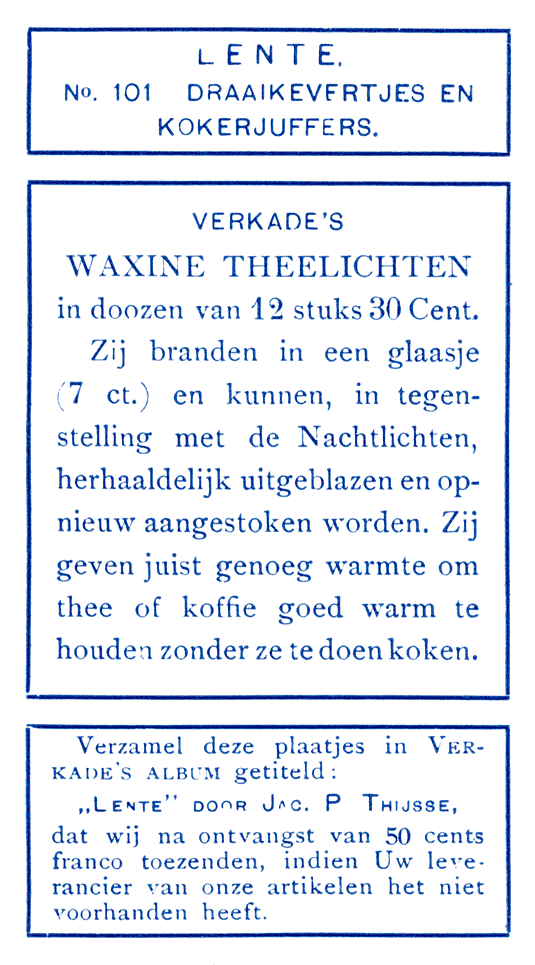 LENTE.
No. 101 DRAAIKEVERTJES EN
KOKERJUFFERS.
VERKADE'S
WAXINE THEELICHTEN
in doozen van 12 stuks 30 Cent.
Zij branden in een glaasje
(7 ct.) en kunnen, in tegen-
stelling met de Nachtlichten,
herhaaldelijk uitgeblazen en op-
nieuw aangestoken worden. Zij
geven juist genoeg warmte om
thee of koffie goed warm te
houden zonder ze te doen koken.
Verzamel deze plaatjes in VER-
KADE'S ALBUM getiteld:
„LENTE" DOOR JAC. P THIJSSE,
dat wij na ontvangst van 50 cents
franco toezenden, indien Uw leve-
rancier van onze artikelen het niet
voorhanden heeft.